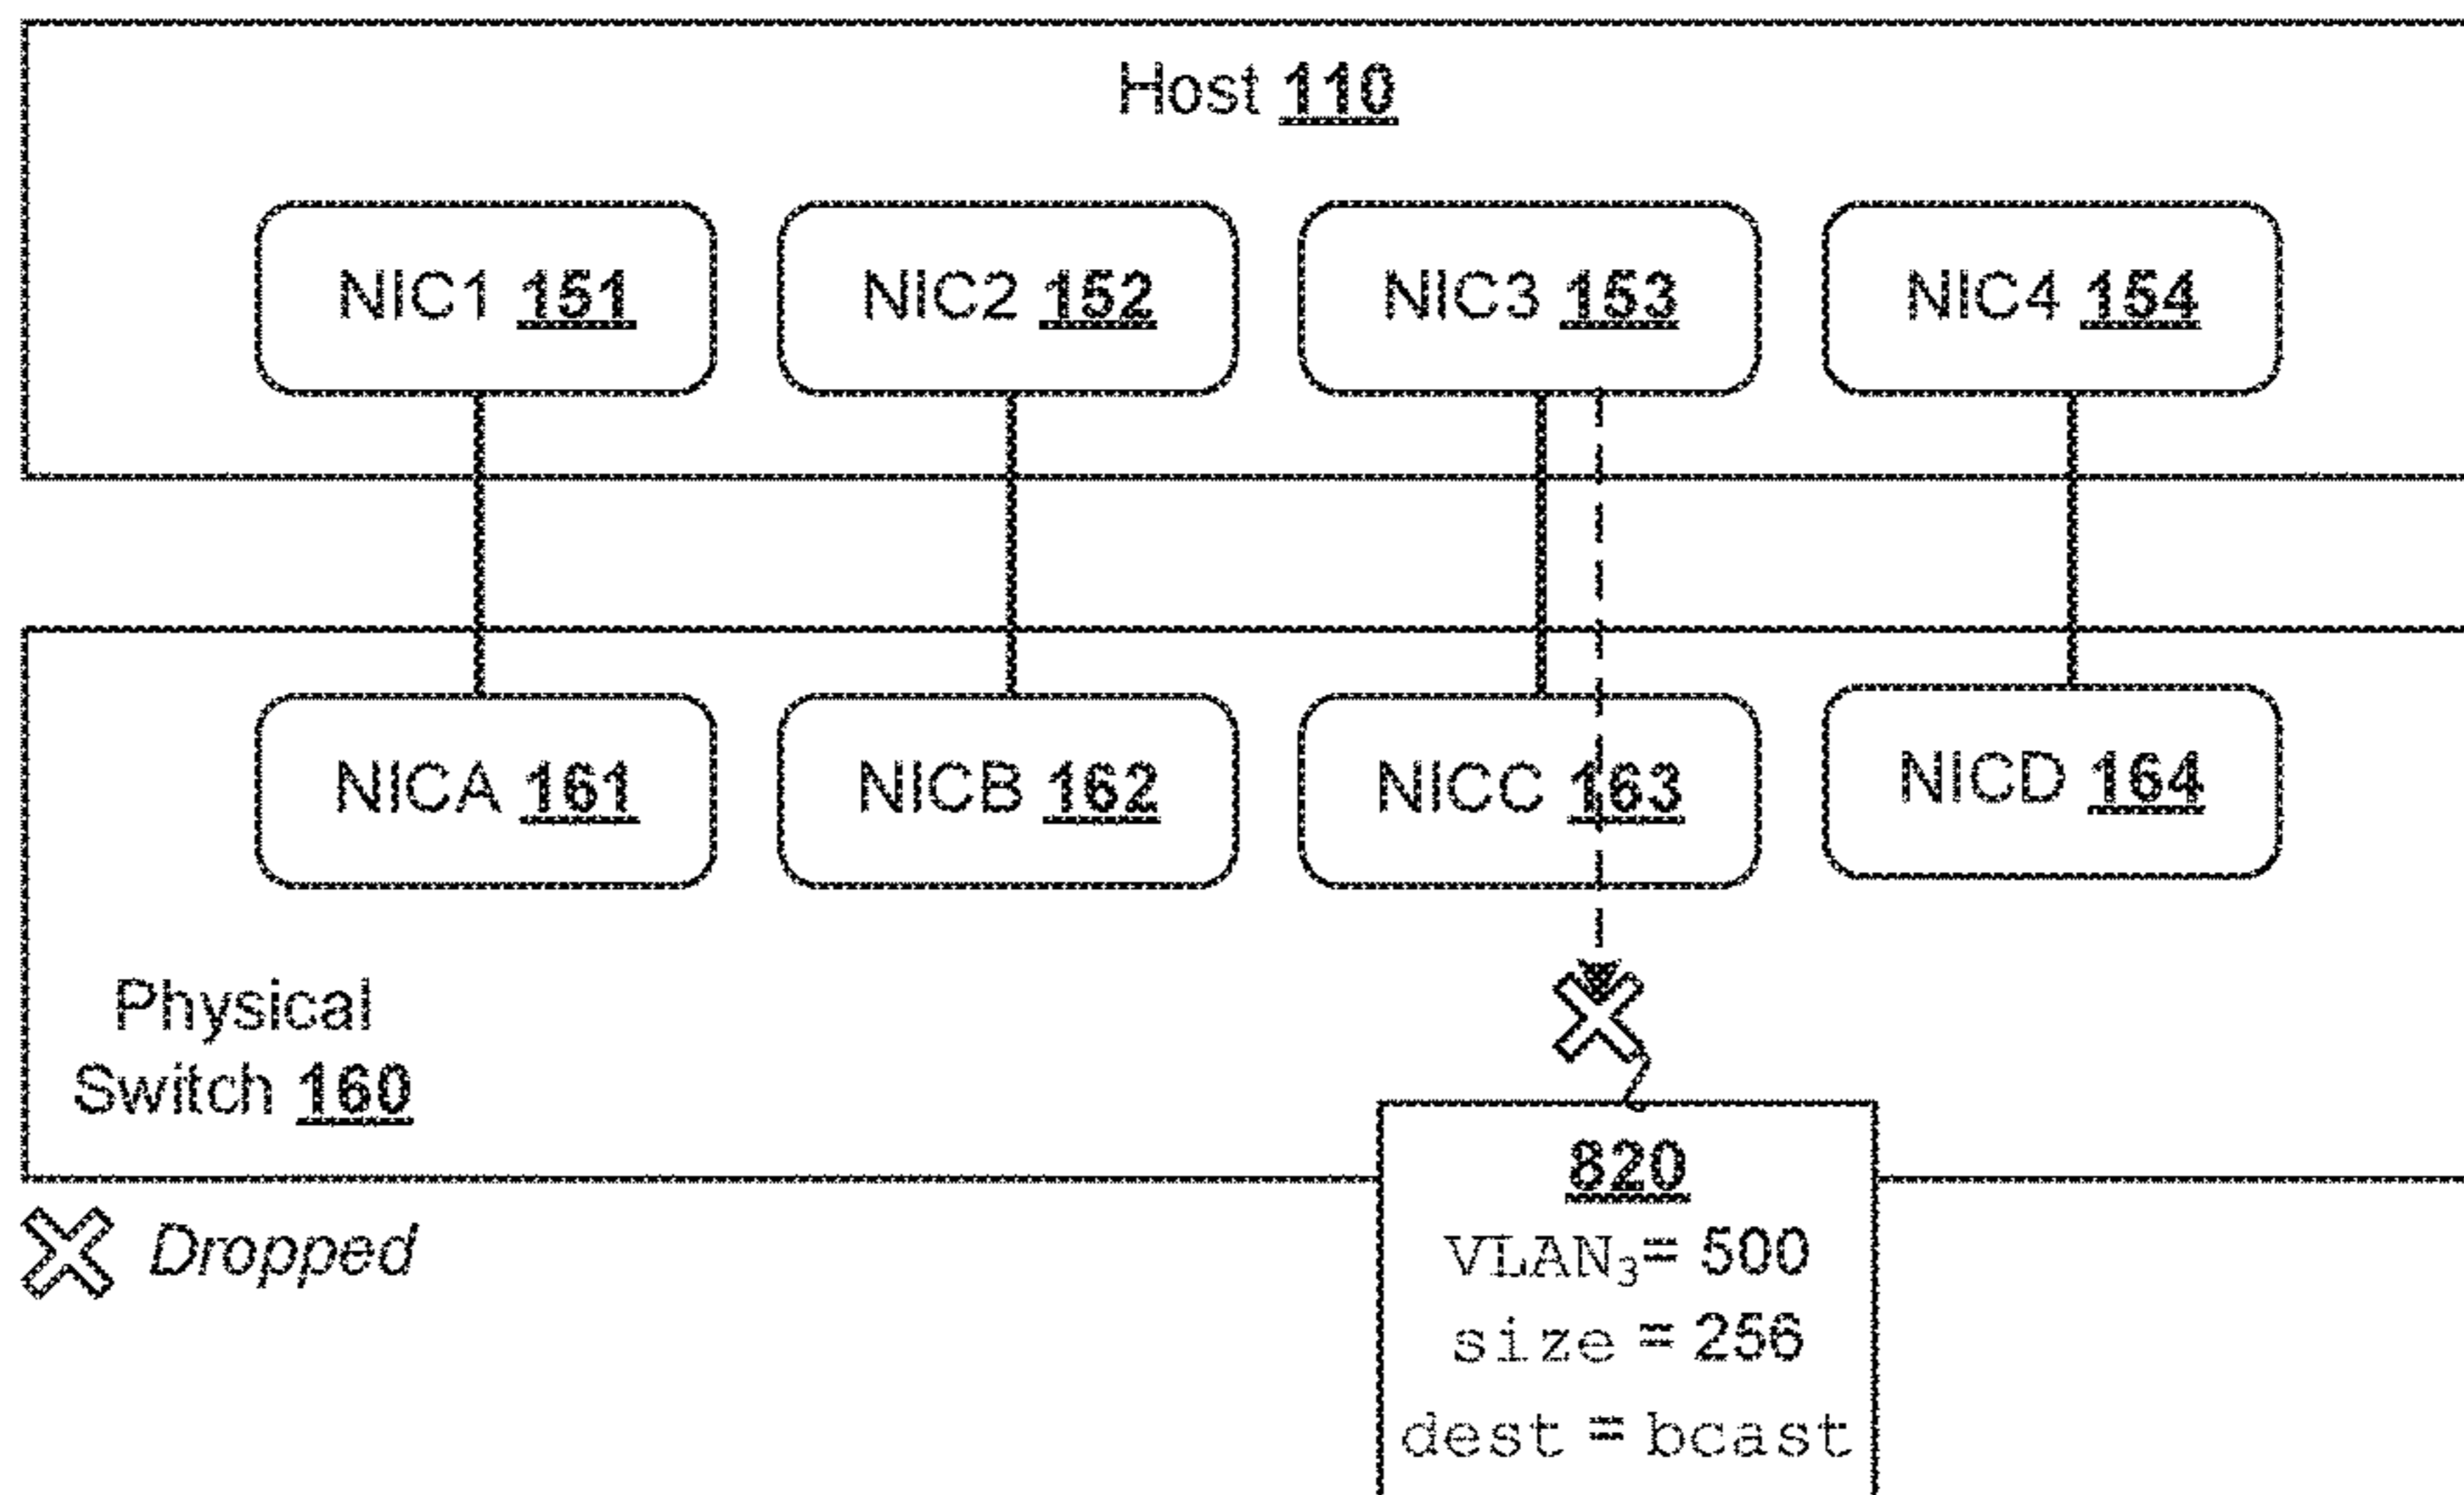 Host 110
NIC1 151
NIC2 152
NIC3 153
NIC4 154
NICA 161
NICB 162
NICC 163
NICD 164
Physical
Switch 160
820
VLAN₃= 500
size = 256
dest = bcast
Dropped